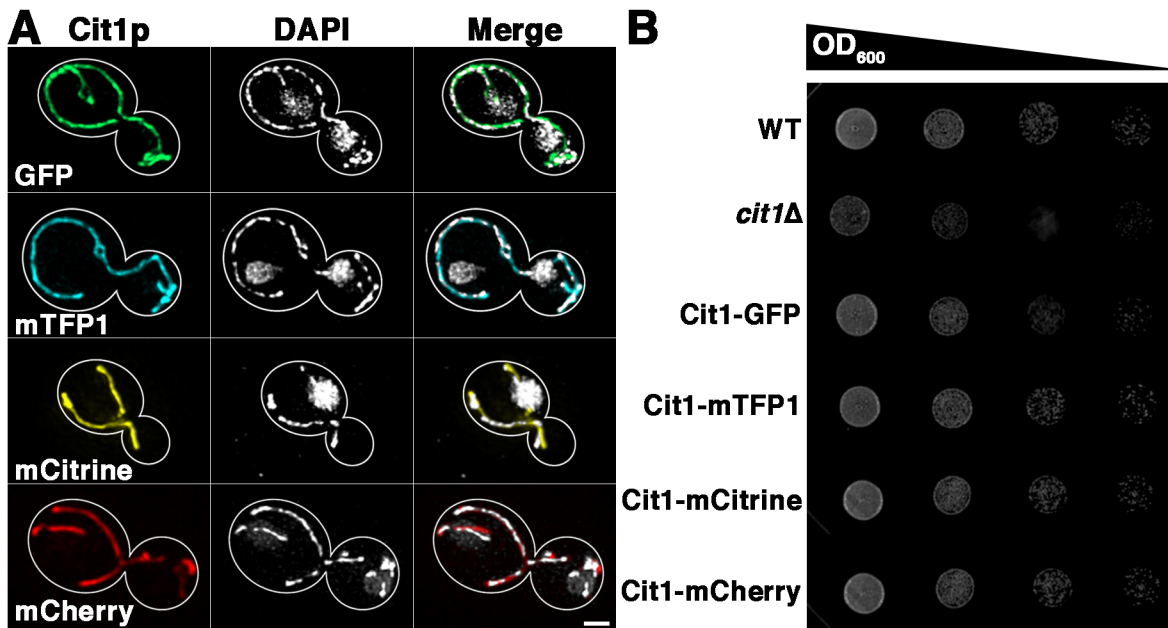 A
Cit1p DAPI Merge
GFP
mTFP1
mCitrine
mCherry
B
OD600
WT
cit1Δ
Cit1-GFP
Cit1-mTFP1
Cit1-mCitrine
Cit1-mCherry